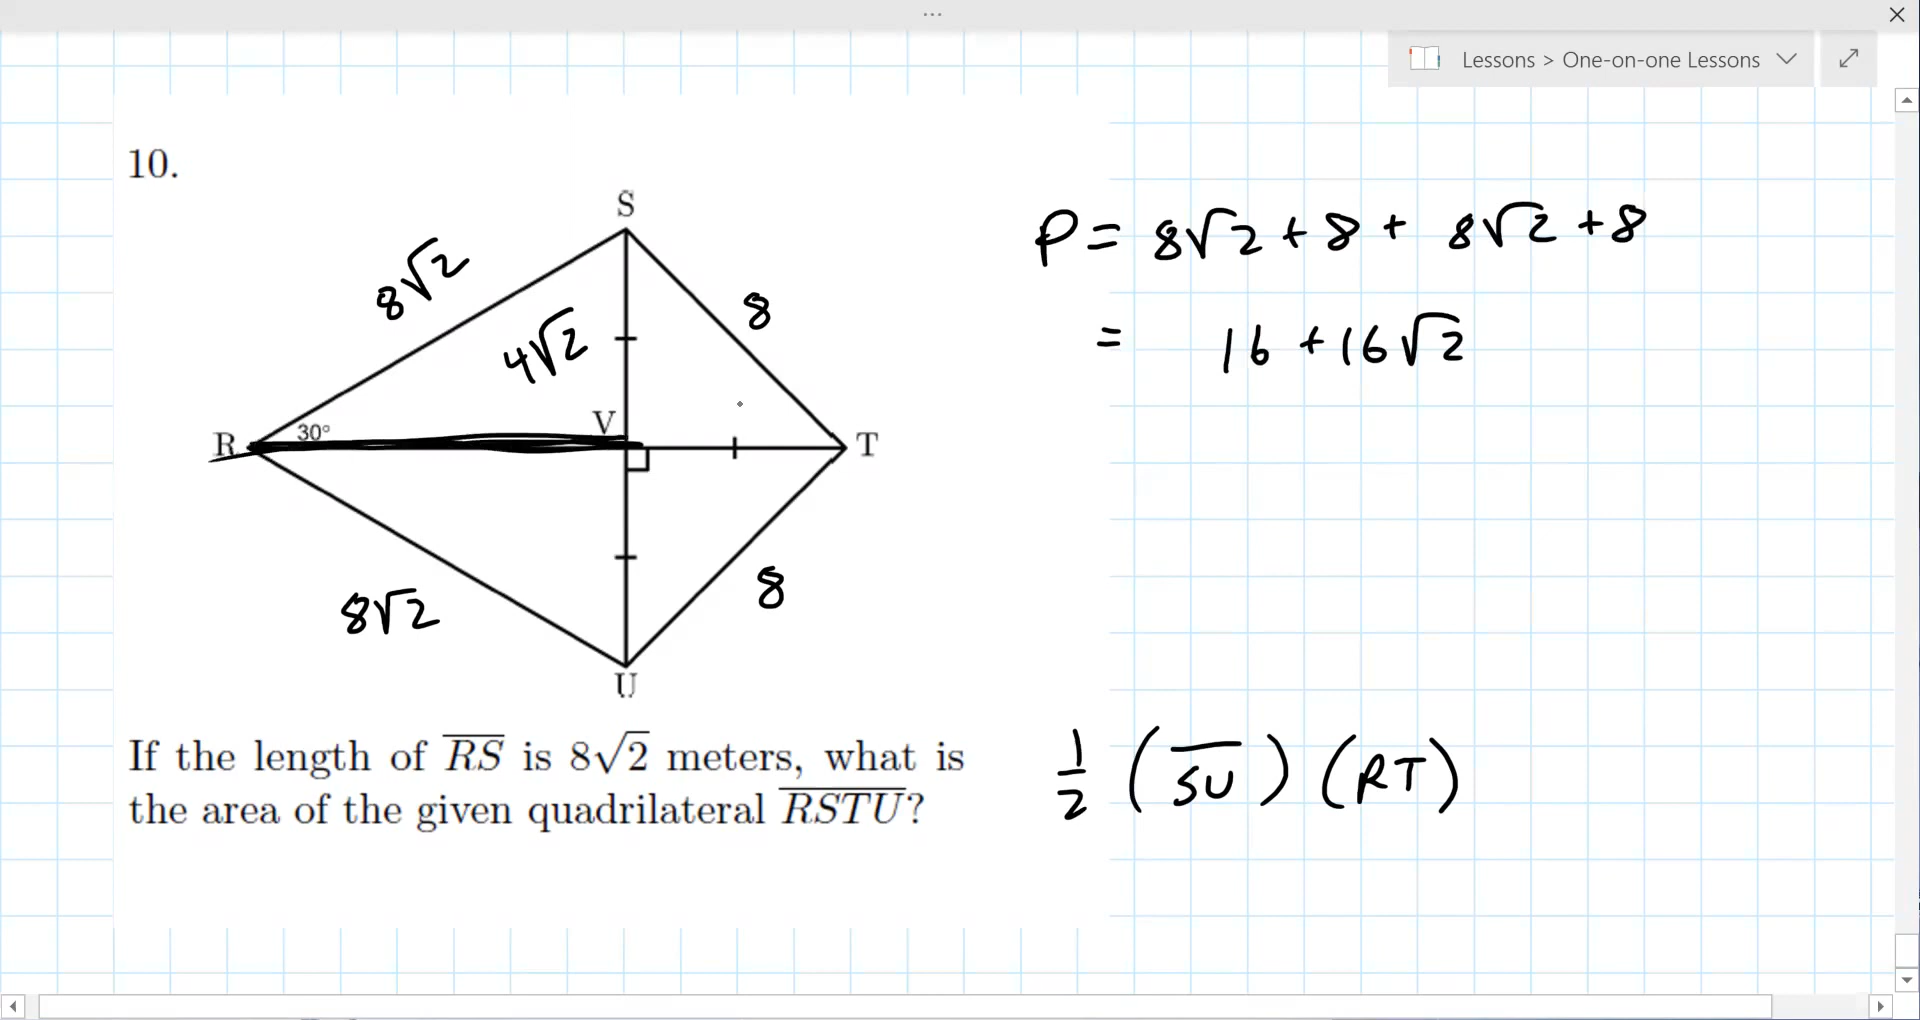 Lessons > One-on-one Lessons
10.
S
8√2
8
4√2
P = 8√2 + 8 + 8√2 + 8
= 16 + 16√2
R
30°
V
T
8√2
8
U
If the length of RS is 8√2 meters, what is
the area of the given quadrilateral RSTU?
1/2 (SU) (RT)